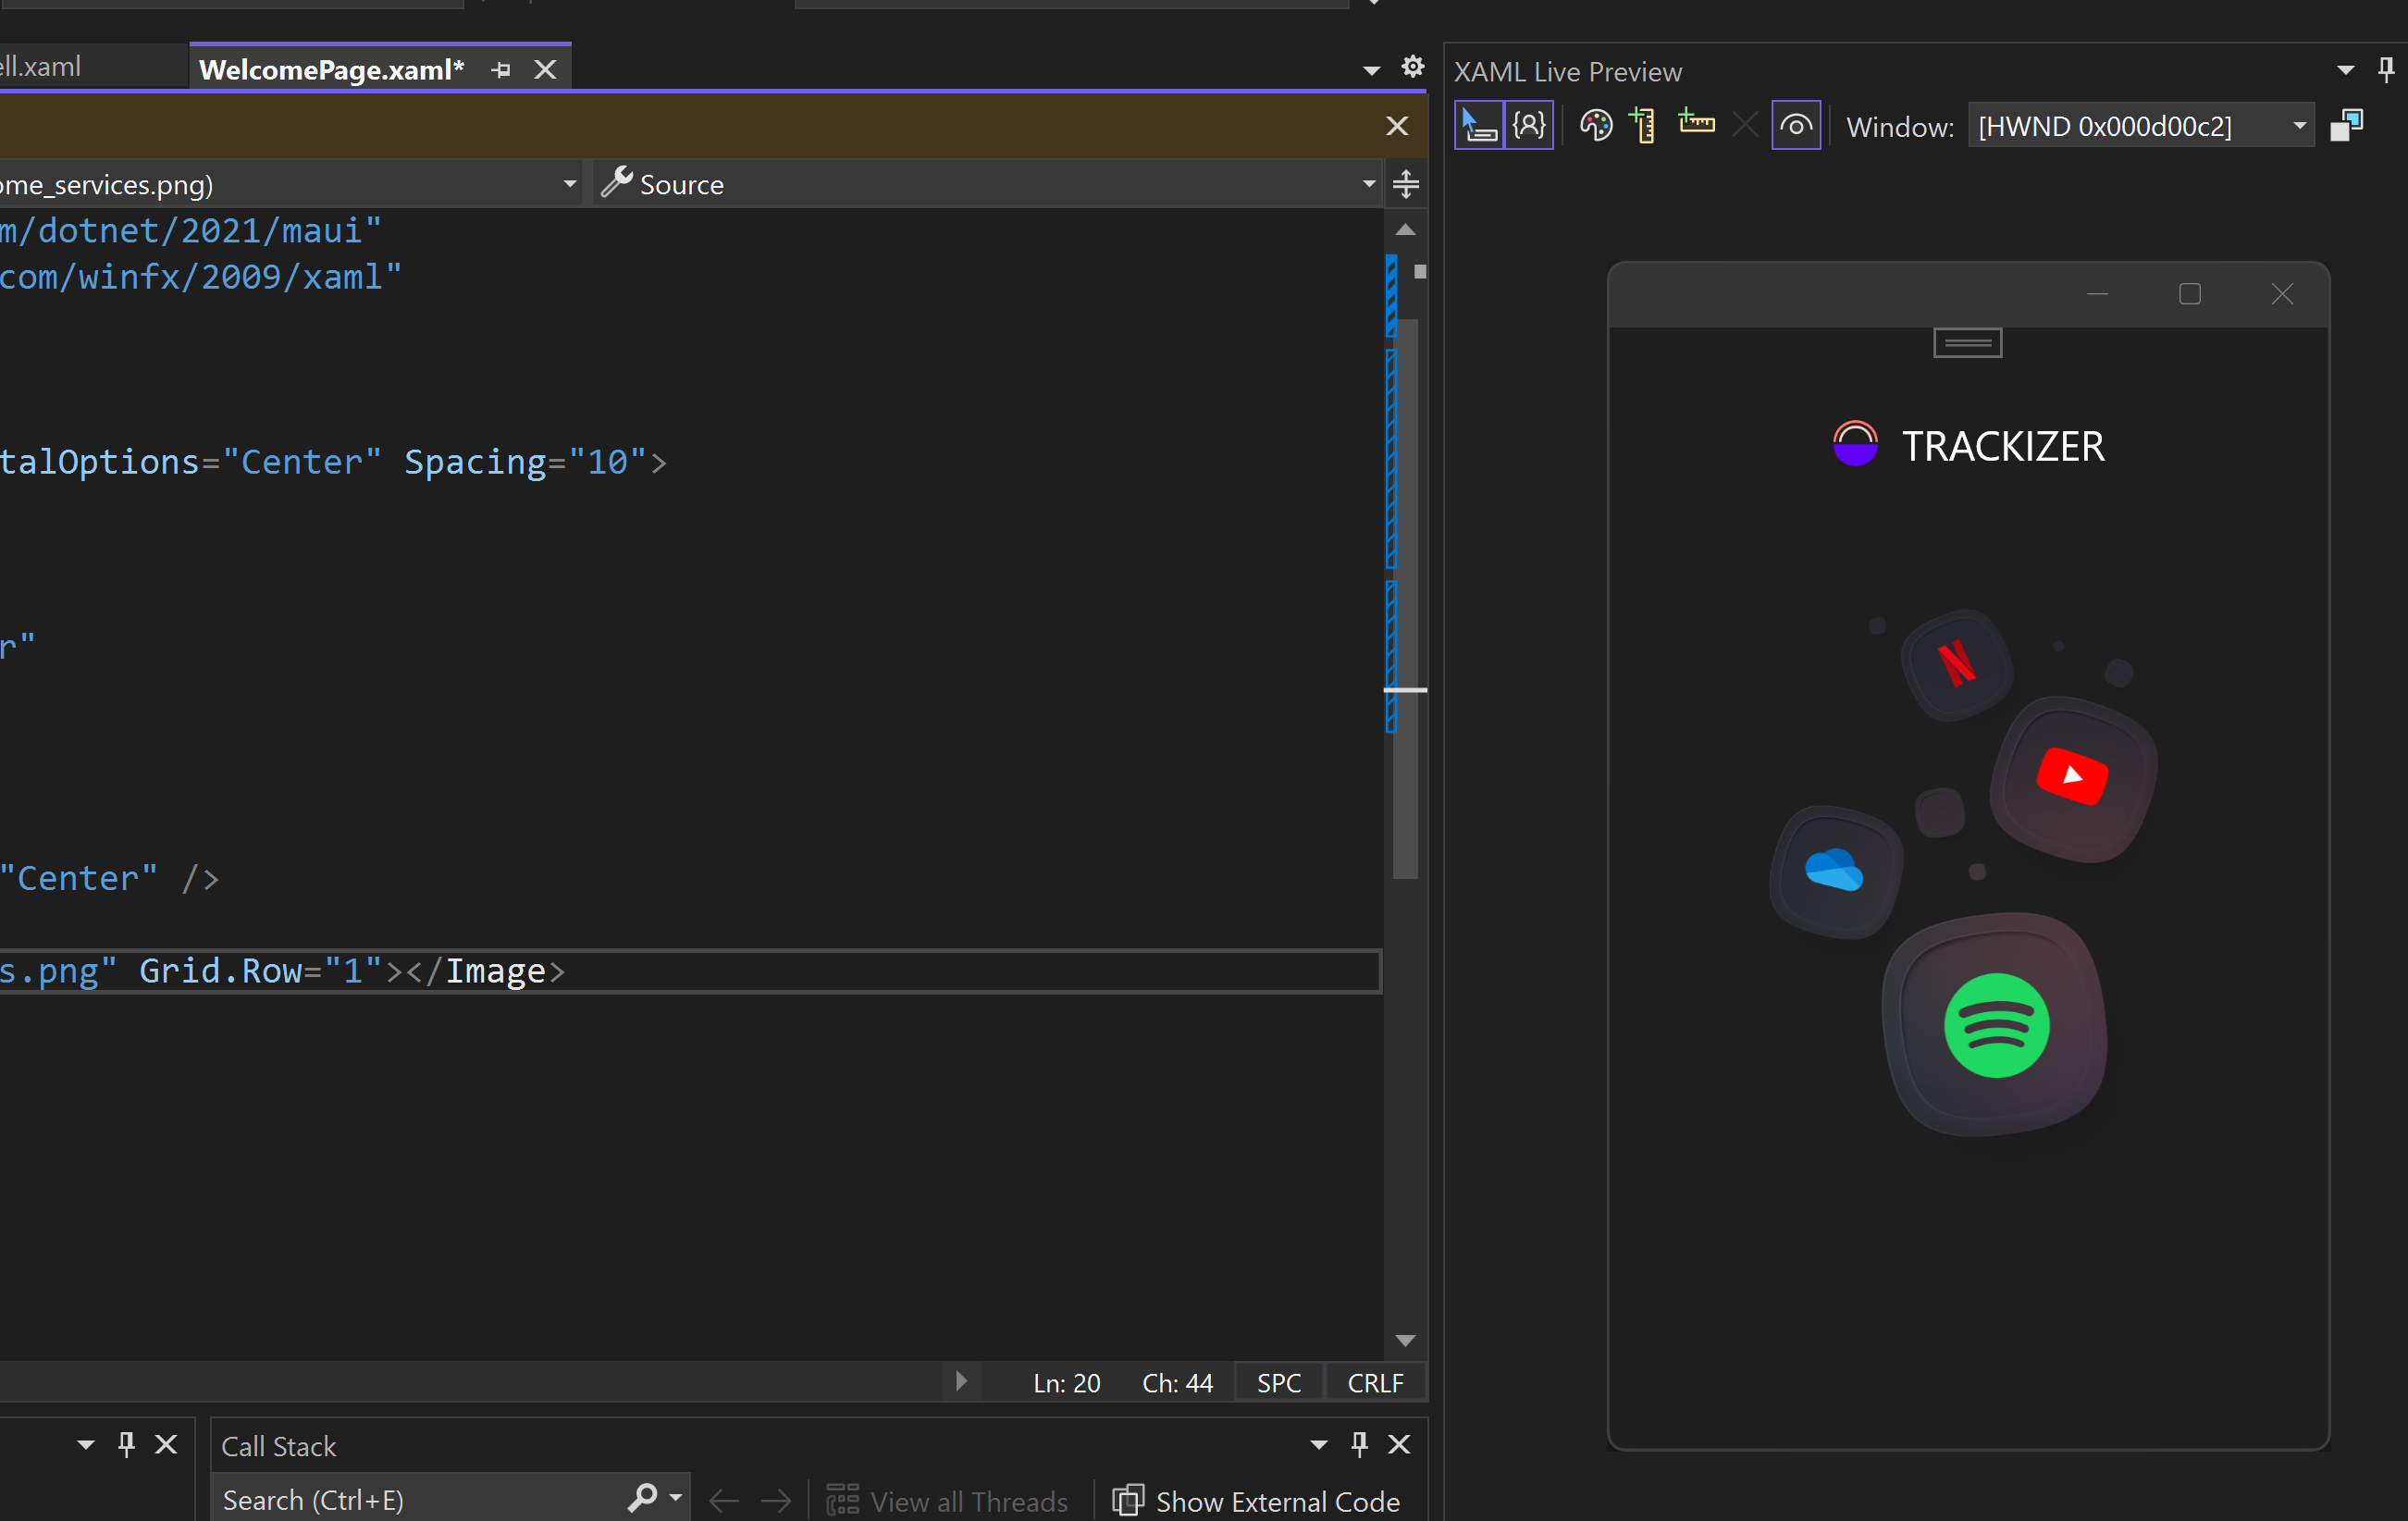 ell.xaml
WelcomePage.xaml*
XAML Live Preview
Window:
[HWND 0x000d00c2]
ome_services.png)
Source
m/dotnet/2021/maui"
com/winfx/2009/xaml"
talOptions="Center" Spacing="10">
r"
"Center" />
s.png" Grid.Row="1"></Image>
TRACKIZER
N
Ln: 20
Ch: 44
SPC
CRLF
Call Stack
Search (Ctrl+E)
View all Threads
Show External Code